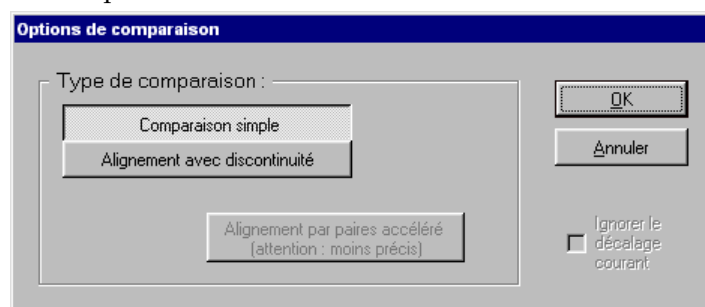 Options de comparaison
Type de comparaison :
Comparaison simple
Alignement avec discontinuité
Alignement par paires accéléré
(attention : moins précis)
OK
Annuler
Ignorer le
décalage
courant